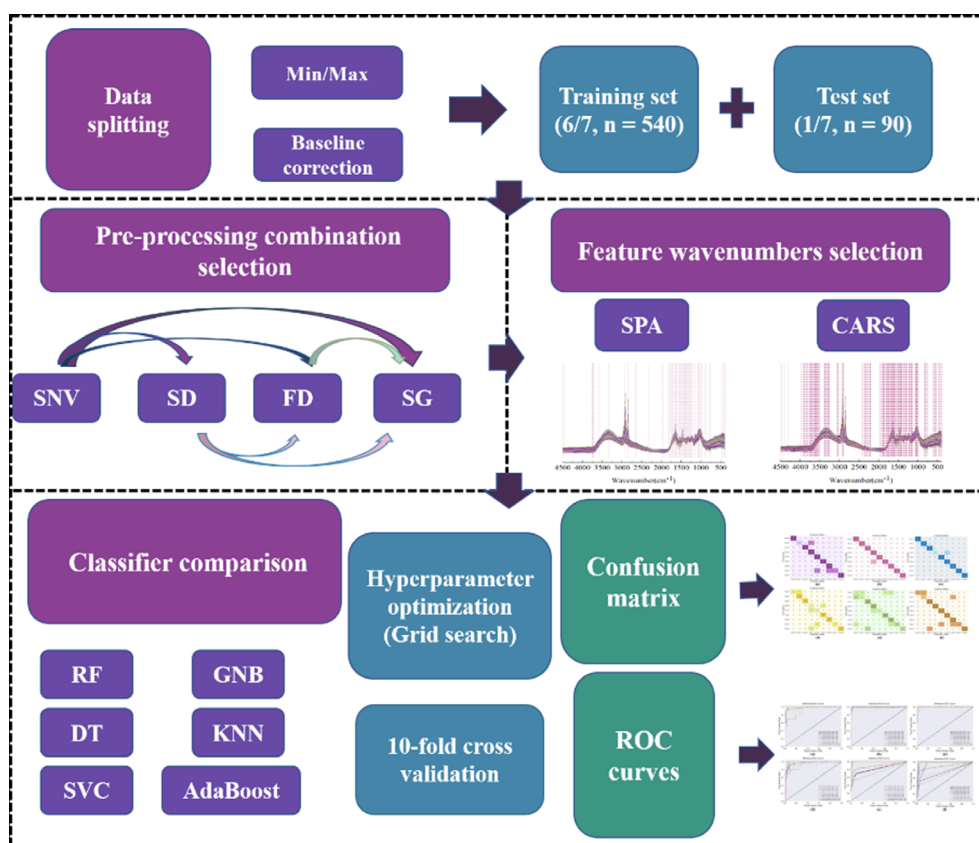 Data
splitting
Min/Max
Baseline
correction
Training set
(6/7, n = 540)
Test set
(1/7, n = 90)
Pre-processing combination
selection
SNV
SD
FD
SG
Feature wavenumbers selection
SPA
CARS
4500 4000 3500 3000 2500 2000 1500 1000 500
Wavenumber(cm⁻¹)
4500 4000 3500 3000 2500 2000 1500 1000 500
Wavenumber(cm⁻¹)
Classifier comparison
RF
GNB
DT
KNN
SVC
AdaBoost
Hyperparameter
optimization
(Grid search)
10-fold cross
validation
Confusion
matrix
ROC
curves